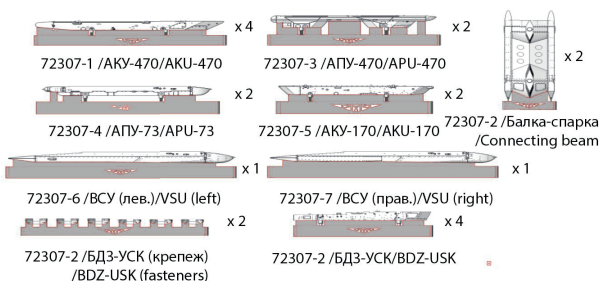 x 4
72307-1 /АКУ-470/AKU-470
x 2
72307-3 /АПУ-470/APU-470
x 2
72307-2 /Балка-спарка
/Connecting beam
x 2
72307-4 /АПУ-73/APU-73
x 2
72307-5 /АКУ-170/AKU-170
x 1
72307-6 /ВСУ (лев.)/VSU (left)
x 1
72307-7 /ВСУ (прав.)/VSU (right)
x 2
72307-2 /БДЗ-УСК (крепеж)
/BDZ-USK (fasteners)
x 4
72307-2 /БДЗ-УСК/BDZ-USK